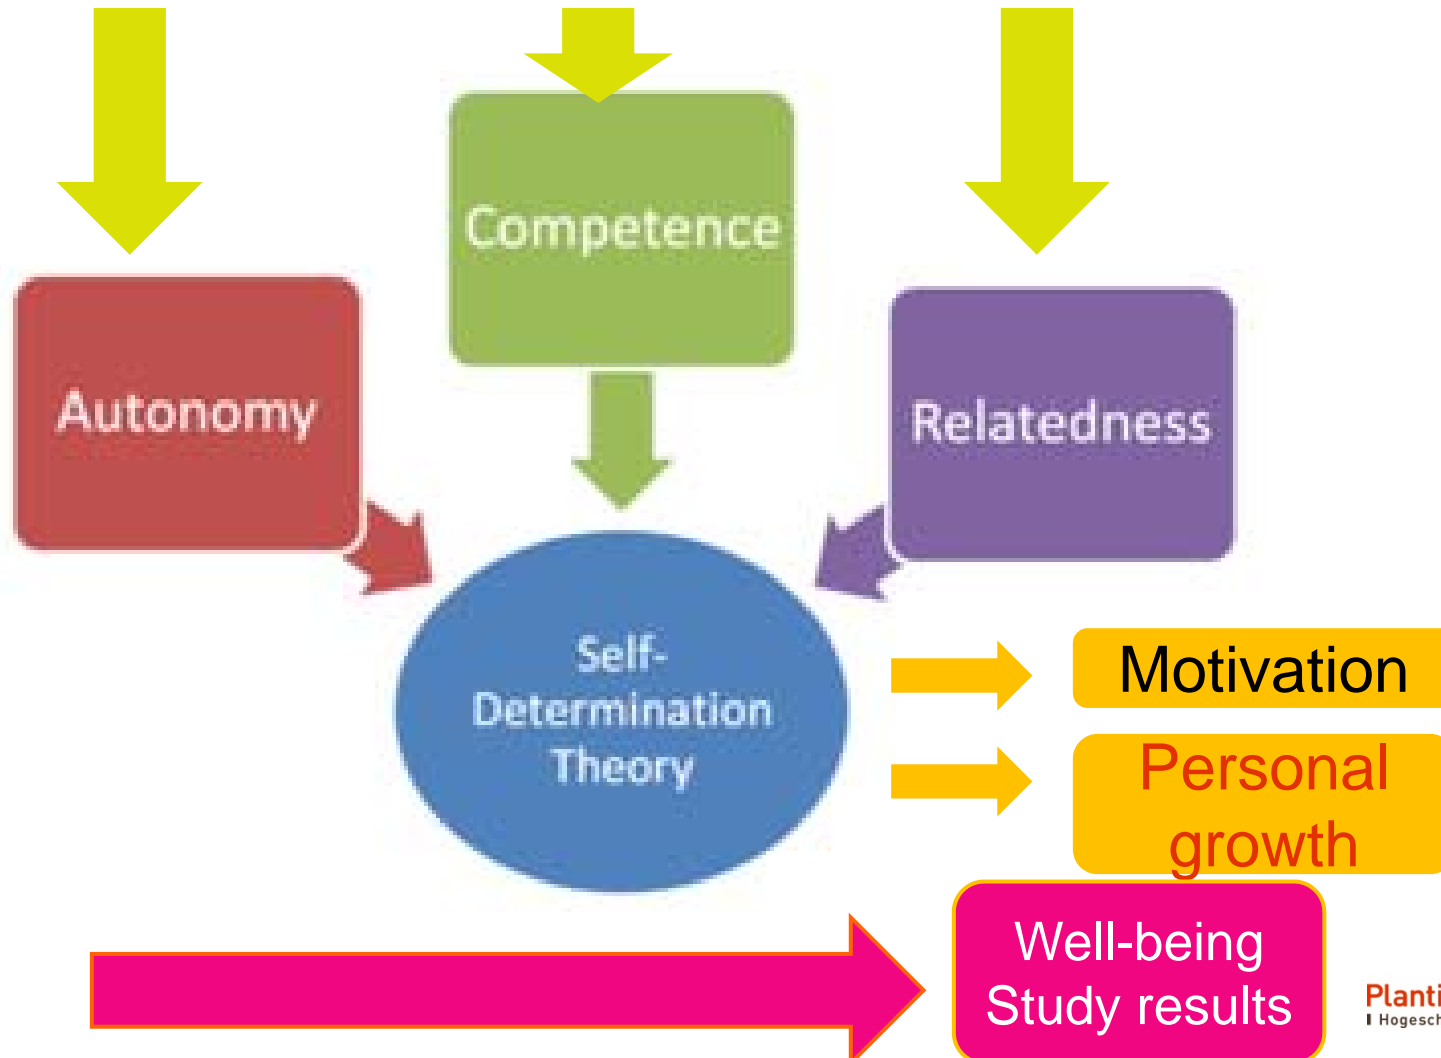 Competence
Autonomy
Relatedness
Self-
Determination
Theory
Motivation
Personal
growth
Well-being
Study results